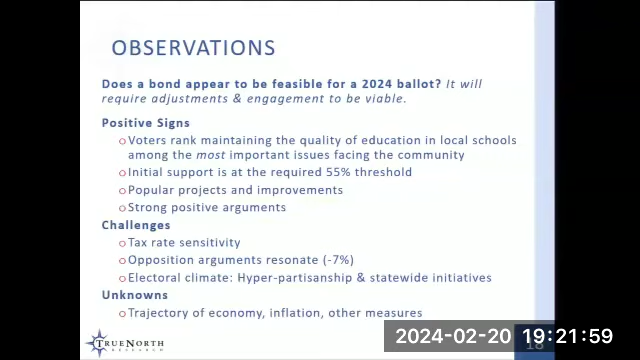 OBSERVATIONS
Does a bond appear to be feasible for a 2024 ballot? It will
require adjustments & engagement to be viable.
Positive Signs
Voters rank maintaining the quality of education in local schools
among the most important issues facing the community
Initial support is at the required 55% threshold
Popular projects and improvements
Strong positive arguments
Challenges
Tax rate sensitivity
Opposition arguments resonate (-7%)
Electoral climate: Hyper-partisanship & statewide initiatives
Unknowns
Trajectory of economy, inflation, other measures
TRUENORTH
RESEARCH
2024-02-20 19:21:59
18